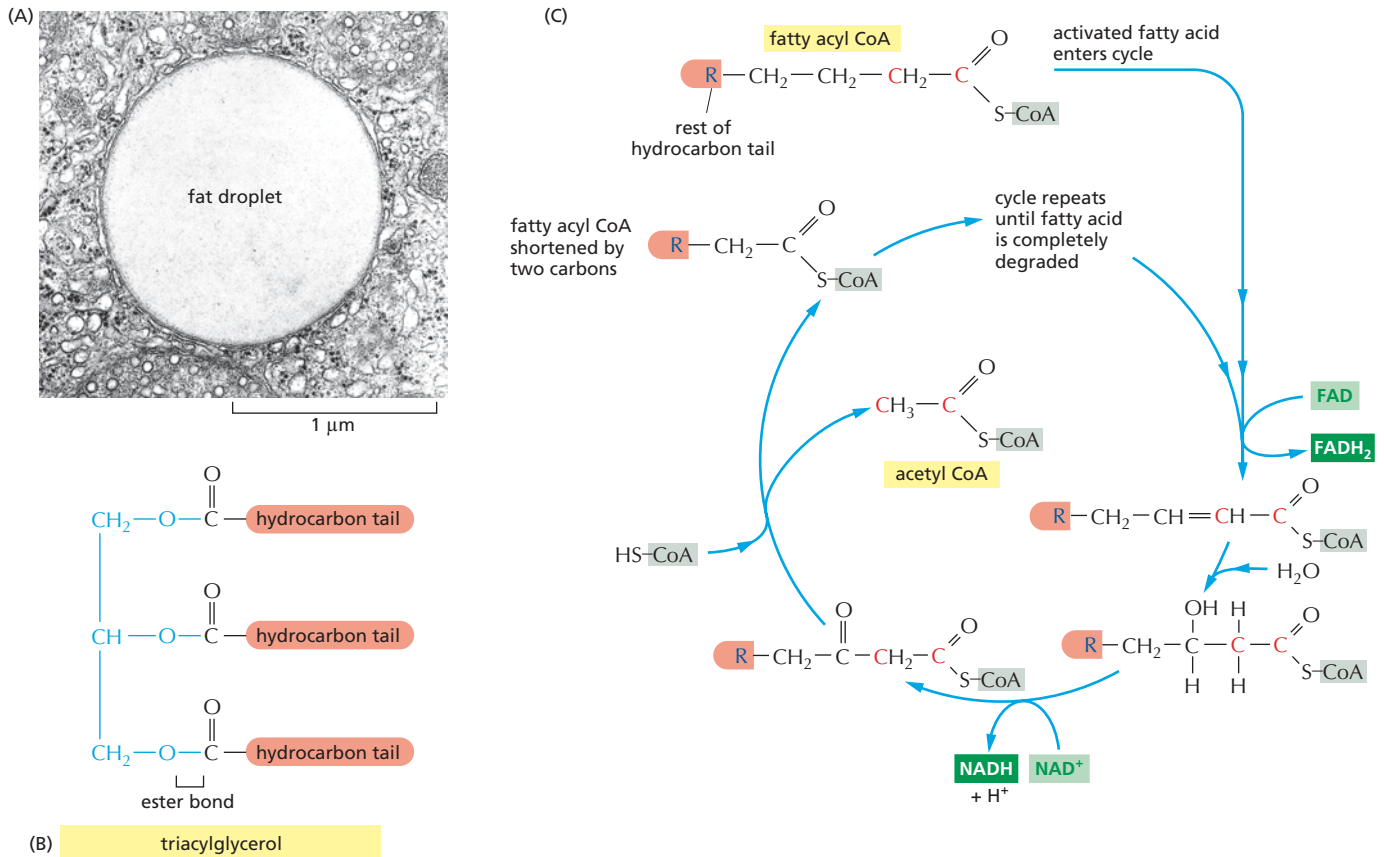 (A)
fat droplet
1 μm
O
CH₂—O—C—hydrocarbon tail
O
CH—O—C—hydrocarbon tail
O
CH₂—O—C—hydrocarbon tail
ester bond
(B)
triacylglycerol
(C)
fatty acyl CoA
O
R—CH₂—CH₂—CH₂—C
S–CoA
rest of
hydrocarbon tail
activated fatty acid
enters cycle
fatty acyl CoA
shortened by
two carbons
O
R—CH₂—C
S–CoA
cycle repeats
until fatty acid
is completely
degraded
O
CH₃—C
S–CoA
acetyl CoA
FAD
FADH₂
O
R—CH₂—CH=CH—C
S–CoA
H₂O
OH H O
R—CH₂—C—C—C
H H S–CoA
HS–CoA
O O
R—CH₂—C—CH₂—C
S–CoA
NADH NAD⁺
+ H⁺